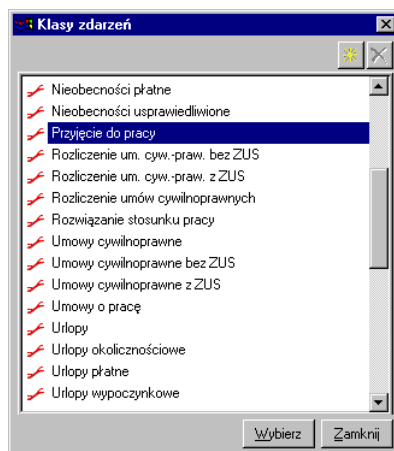 Klasy zdarzeń
Nieobecności płatne
Nieobecności usprawiedliwione
Przyjęcie do pracy
Rozliczenie um. cyw.-praw. bez ZUS
Rozliczenie um. cyw.-praw. z ZUS
Rozliczenie umów cywilnoprawnych
Rozwiązanie stosunku pracy
Umowy cywilnoprawne
Umowy cywilnoprawne bez ZUS
Umowy cywilnoprawne z ZUS
Umowy o pracę
Urlopy
Urlopy okolicznościowe
Urlopy płatne
Urlopy wypoczynkowe
Wybierz Zamknij